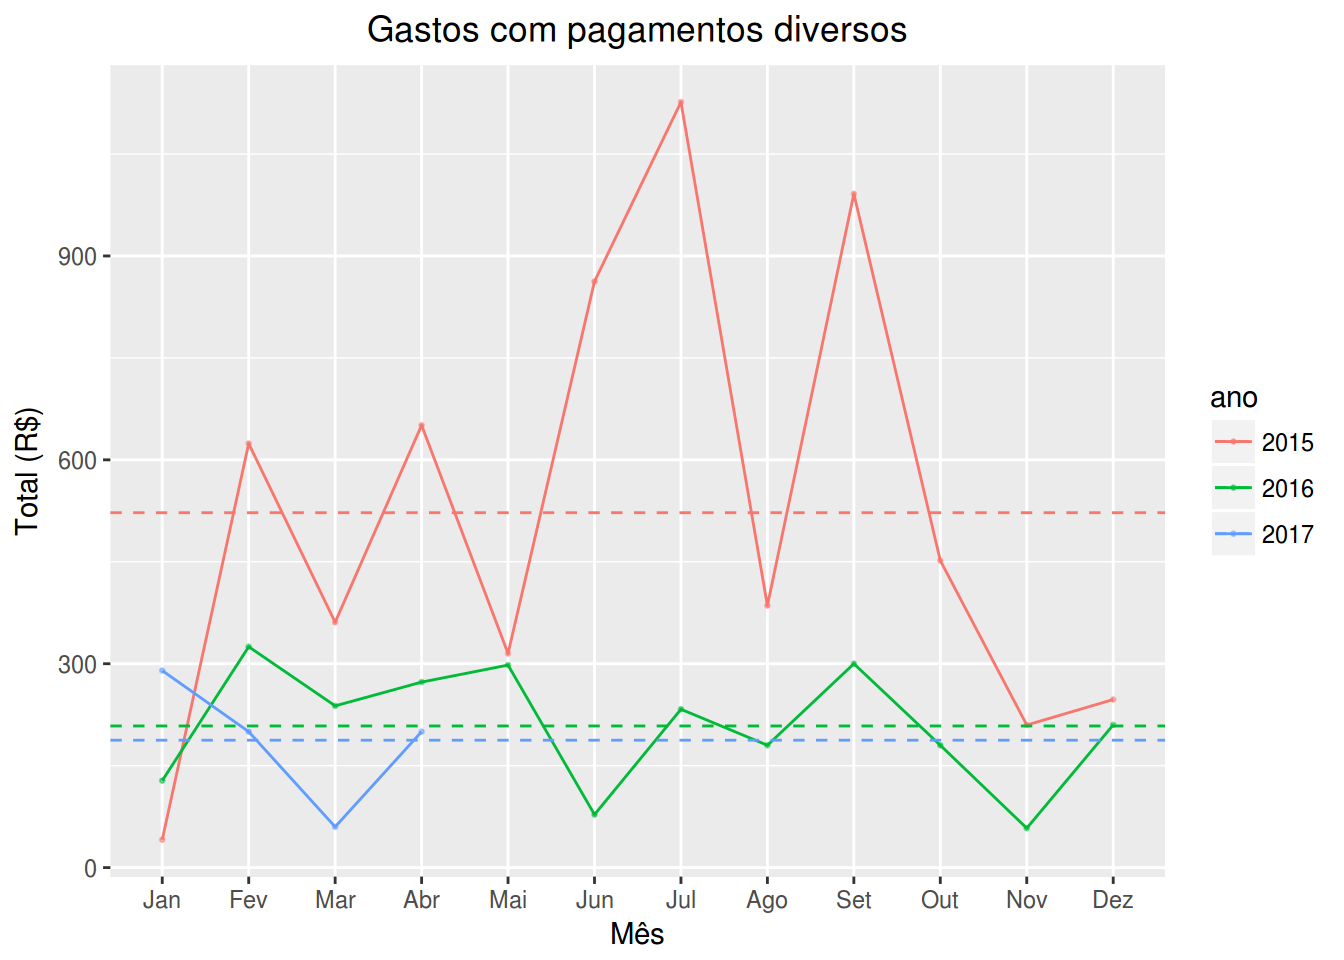 Gastos com pagamentos diversos
Total (R$)
900
600
300
0
Jan Fev Mar Abr Mai Jun Jul Ago Set Out Nov Dez
Mês
ano
2015
2016
2017